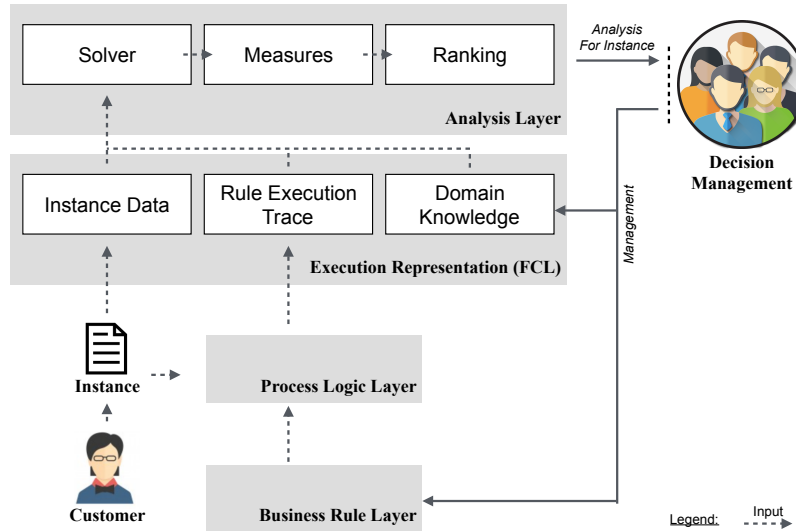 Solver
Measures
Ranking
Analysis
For Instance
Analysis Layer
Decision
Management
Instance Data
Rule Execution
Trace
Domain
Knowledge
Execution Representation (FCL)
Management
Instance
Process Logic Layer
Customer
Business Rule Layer
Legend:
Input